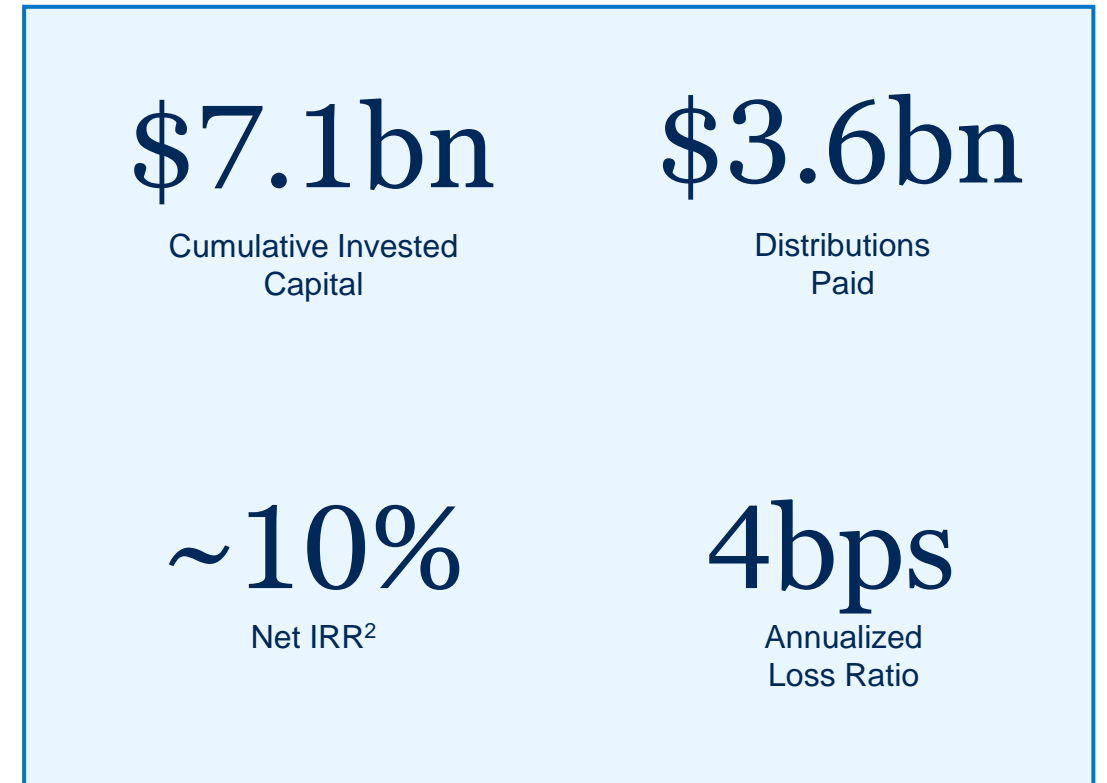 $7.1bn
Cumulative Invested
Capital
$3.6bn
Distributions
Paid
~10%
Net IRR²
4bps
Annualized
Loss Ratio